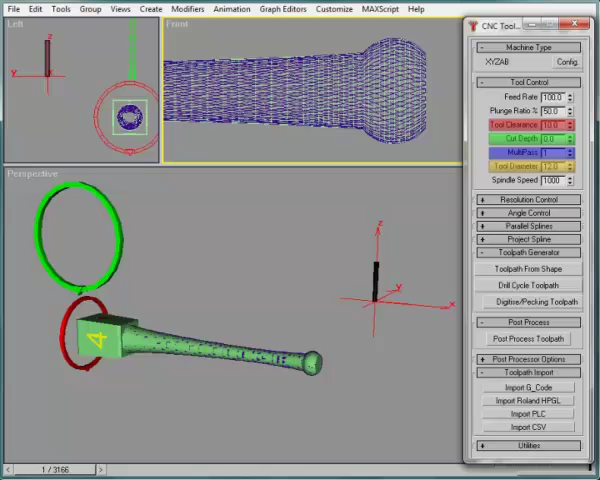 File Edit Tools Group Views Create Modifiers Animation Graph Editors Customize MAXScript Help
Left
Front
z
y
x
Perspective
z
y
x
4
1 / 3166
CNC Tool...
- Machine Type
XYZAB Config.
- Tool Control
Feed Rate 100.0
Plunge Ratio % 50.0
Tool Clearance 10.0
Cut Depth 0.0
MultiPass 1
Tool Diameter 12.0
Spindle Speed 1000
+ Resolution Control
+ Angle Control
+ Parallel Splines
+ Project Spline
- Toolpath Generator
Toolpath From Shape
Drill Cycle Toolpath
Digitise/Pecking Toolpath
- Post Process
Post Process Toolpath
+ Post Processor Options
- Toolpath Import
Import G_Code
Import Roland HPGL
Import PLC
Import CSV
+ Utilities